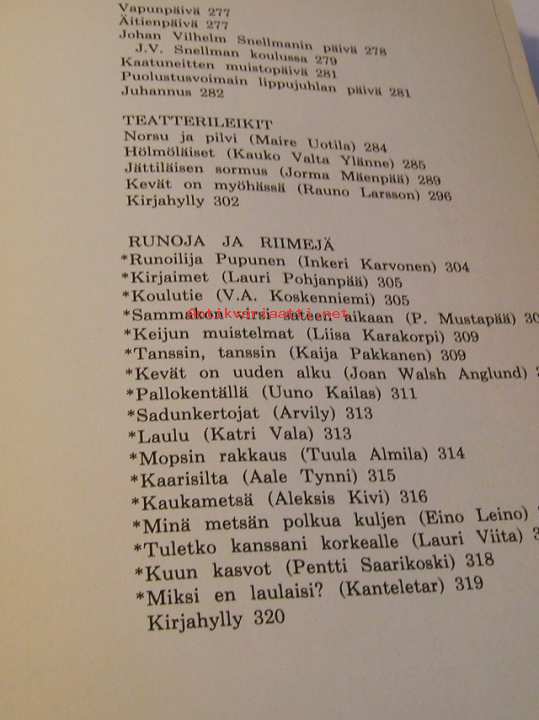 Vapunpäivä 277
Äitienpäivä 277
Johan Vilhelm Snellmanin päivä 278
J.V. Snellman koulussa 279
Kaatuneitten muistopäivä 281
Puolustusvoimain lippujuhlan päivä 281
Juhannus 282
TEATTERILEIKIT
Norsu ja pilvi (Maire Uotila) 284
Hölmöläiset (Kauko Valta Ylänne) 285
Jättiläisen sormus (Jorma Mäenpää) 289
Kevät on myöhässä (Rauno Larsson) 296
Kirjahylly 302
RUNOJA JA RIIMEJÄ
*Runoilija Pupunen (Inkeri Karvonen) 304
*Kirjaimet (Lauri Pohjanpää) 305
*Koulutie (V.A. Koskenniemi) 305
*Sammakon virsi sateen aikaan (P. Mustapää)
*Keijun muistelmat (Liisa Karakorpi) 309
*Tanssin, tanssin (Kaija Pakkanen) 309
*Kevät on uuden alku (Joan Walsh Anglund)
*Pallokentällä (Uuno Kailas) 311
*Sadunkertojat (Arvily) 313
*Laulu (Katri Vala) 313
*Mopsin rakkaus (Tuula Almila) 314
*Kaarisilta (Aale Tynni) 315
*Kaukametsä (Aleksis Kivi) 316
*Minä metsän polkua kuljen (Eino Leino)
*Tuletko kanssani korkealle (Lauri Viita)
*Kuun kasvot (Pentti Saarikoski) 318
*Miksi en laulaisi? (Kanteletar) 319
Kirjahylly 320